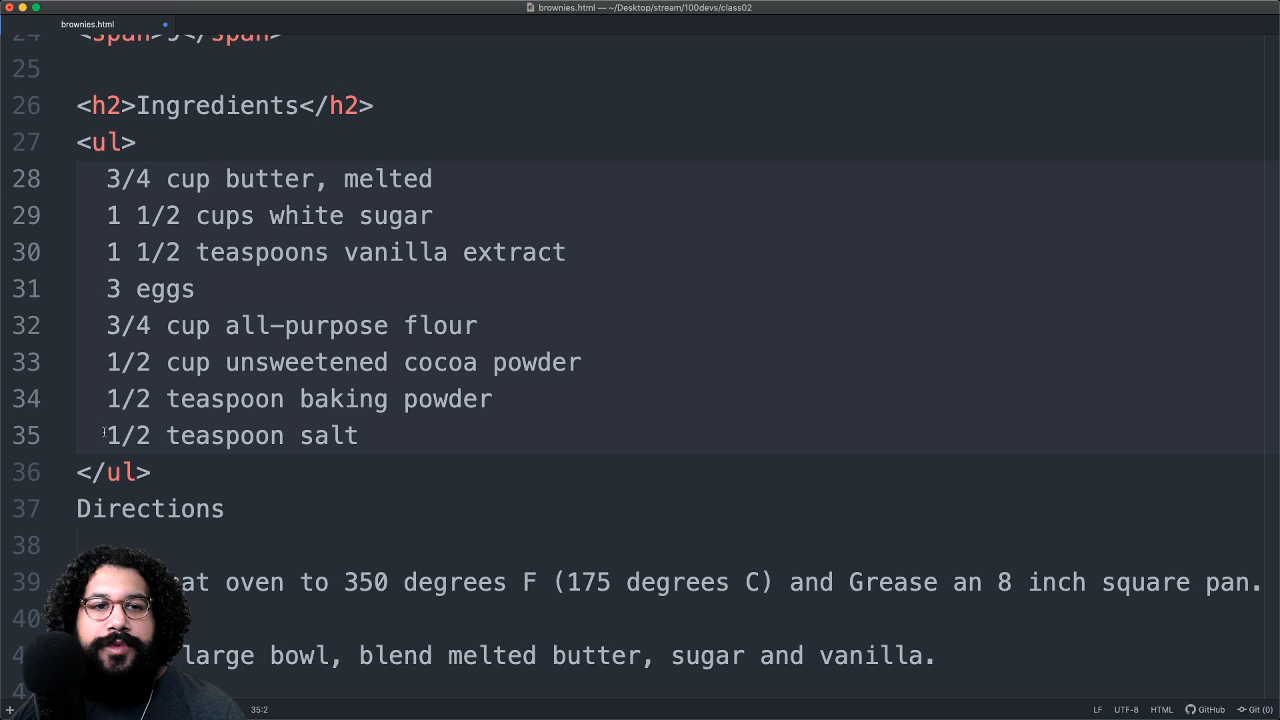 brownies.html — ~/Desktop/stream/100devs/class02
brownies.html
24 <span>5</span>
25
26 <h2>Ingredients</h2>
27 <ul>
28 3/4 cup butter, melted
29 1 1/2 cups white sugar
30 1 1/2 teaspoons vanilla extract
31 3 eggs
32 3/4 cup all-purpose flour
33 1/2 cup unsweetened cocoa powder
34 1/2 teaspoon baking powder
35 1/2 teaspoon salt
36 </ul>
37 Directions
38
39 oven to 350 degrees F (175 degrees C) and Grease an 8 inch square pan.
40
large bowl, blend melted butter, sugar and vanilla.
35:2 LF UTF-8 HTML GitHub Git (0)